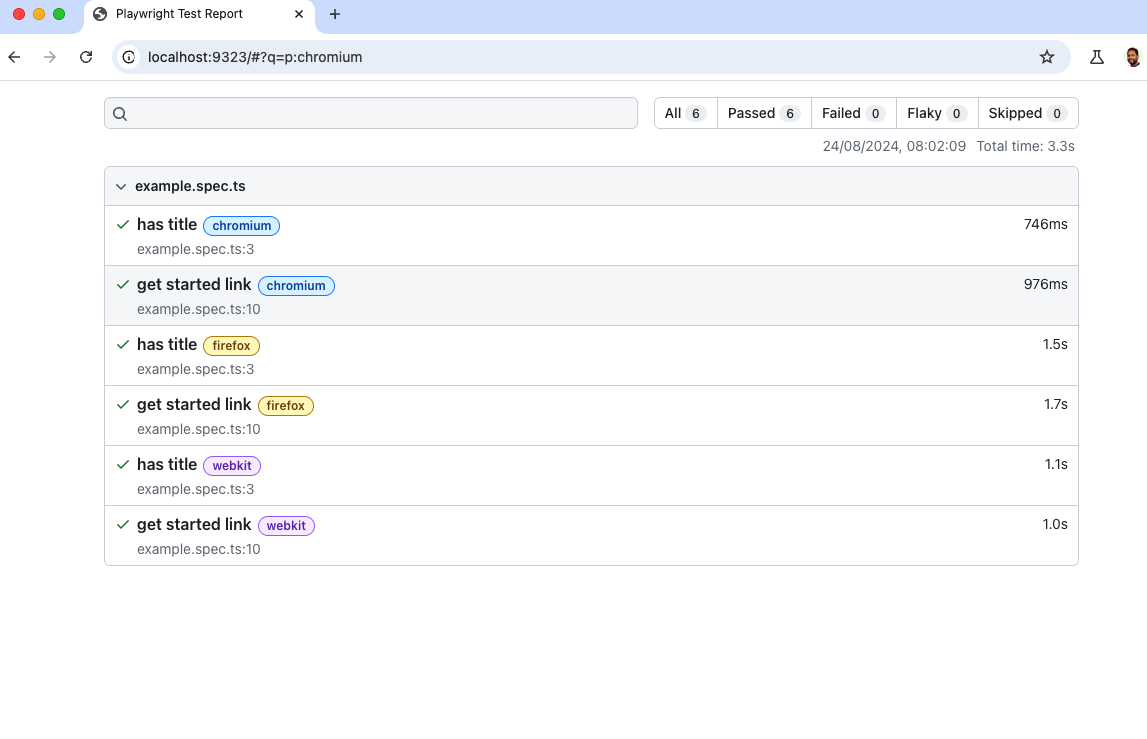 Playwright Test Report
localhost:9323/#?q=p:chromium
All 6 Passed 6 Failed 0 Flaky 0 Skipped 0
24/08/2024, 08:02:09 Total time: 3.3s
example.spec.ts
has title chromium 746ms
example.spec.ts:3
get started link chromium 976ms
example.spec.ts:10
has title firefox 1.5s
example.spec.ts:3
get started link firefox 1.7s
example.spec.ts:10
has title webkit 1.1s
example.spec.ts:3
get started link webkit 1.0s
example.spec.ts:10